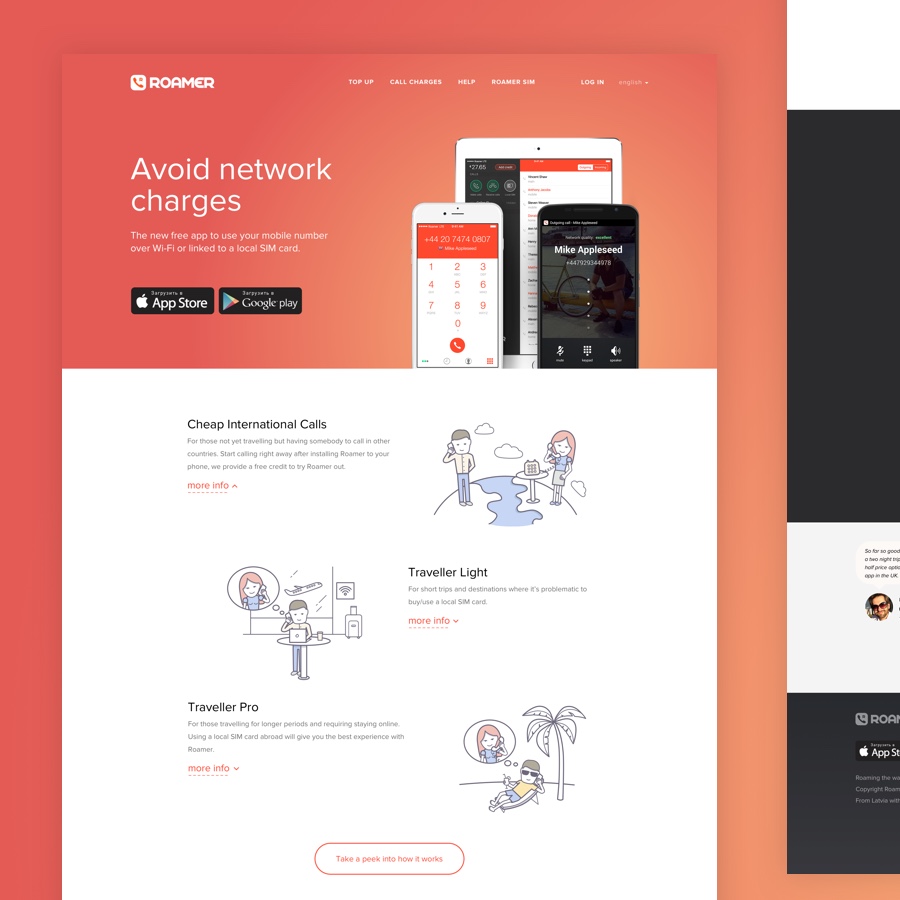 ROAMER
TOP UP
CALL CHARGES
HELP
ROAMER SIM
LOG IN
english
Avoid network
charges
The new free app to use your mobile number
over Wi-Fi or linked to a local SIM card.
Загрузить в
App Store
Загрузить в
Google play
+44 20 7474 0807
Mike Appleseed
1 2 3
4 5 6
7 8 9
0
Outgoing call - Mike Appleseed
Network quality: excellent
Mike Appleseed
+447929344978
mute keypad speaker
Cheap International Calls
For those not yet travelling but having somebody to call in other
countries. Start calling right away after installing Roamer to your
phone, we provide a free credit to try Roamer out.
more info
Traveller Light
For short trips and destinations where it's problematic to
buy/use a local SIM card.
more info
Traveller Pro
For those travelling for longer periods and requiring staying online.
Using a local SIM card abroad will give you the best experience with
Roamer.
more info
Take a peek into how it works
So far so good
a two night trip
half price optio
app in the UK
ROAM
Загрузить в
App St
Roaming the wa
Copyright Roam
From Latvia with